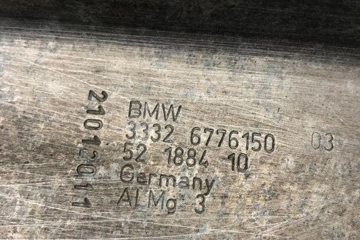 BMW
3332 6776150 03
52 1884 10
Germany
Al Mg 3
21012011